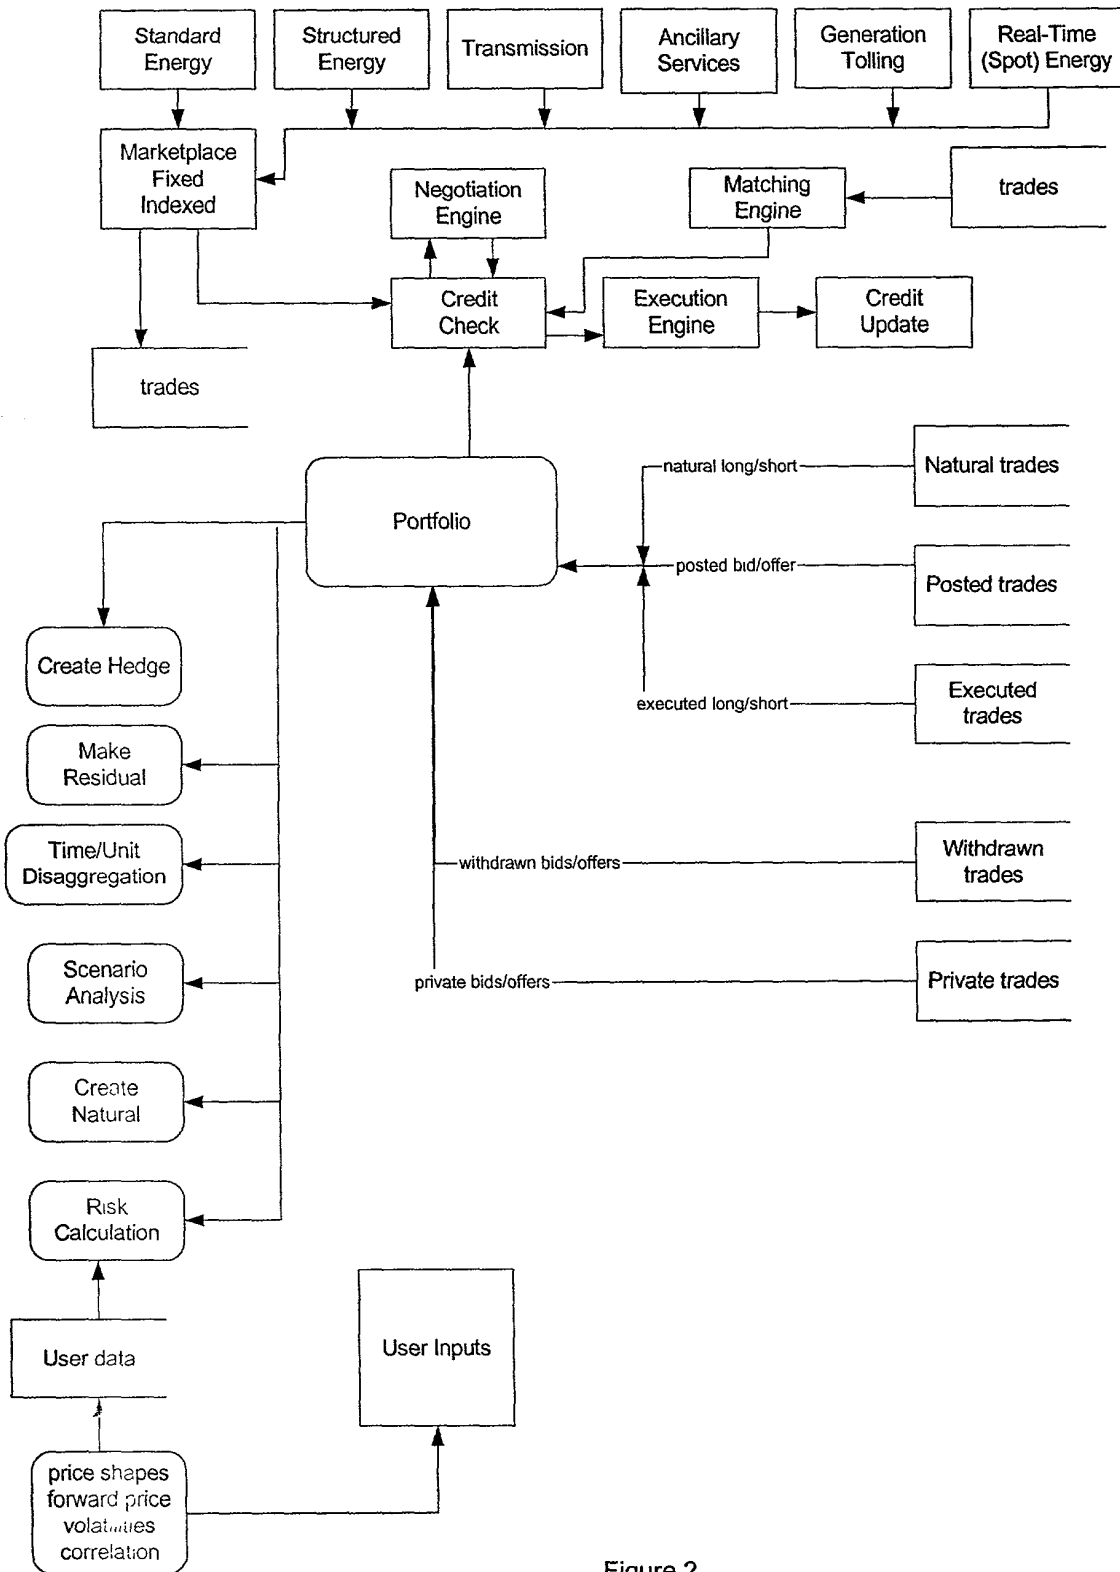 Standard
Energy
Structured
Energy
Transmission
Ancillary
Services
Generation
Tolling
Real-Time
(Spot) Energy
Marketplace
Fixed
Indexed
Negotiation
Engine
Matching
Engine
trades
Credit
Check
Execution
Engine
Credit
Update
trades
Portfolio
natural long/short
Natural trades
posted bid/offer
Posted trades
executed long/short
Executed
trades
Create Hedge
Make
Residual
Time/Unit
Disaggregation
withdrawn bids/offers
Withdrawn
trades
Scenario
Analysis
private bids/offers
Private trades
Create
Natural
Risk
Calculation
User data
User Inputs
price shapes
forward price
volatilities
correlation
Figure 2